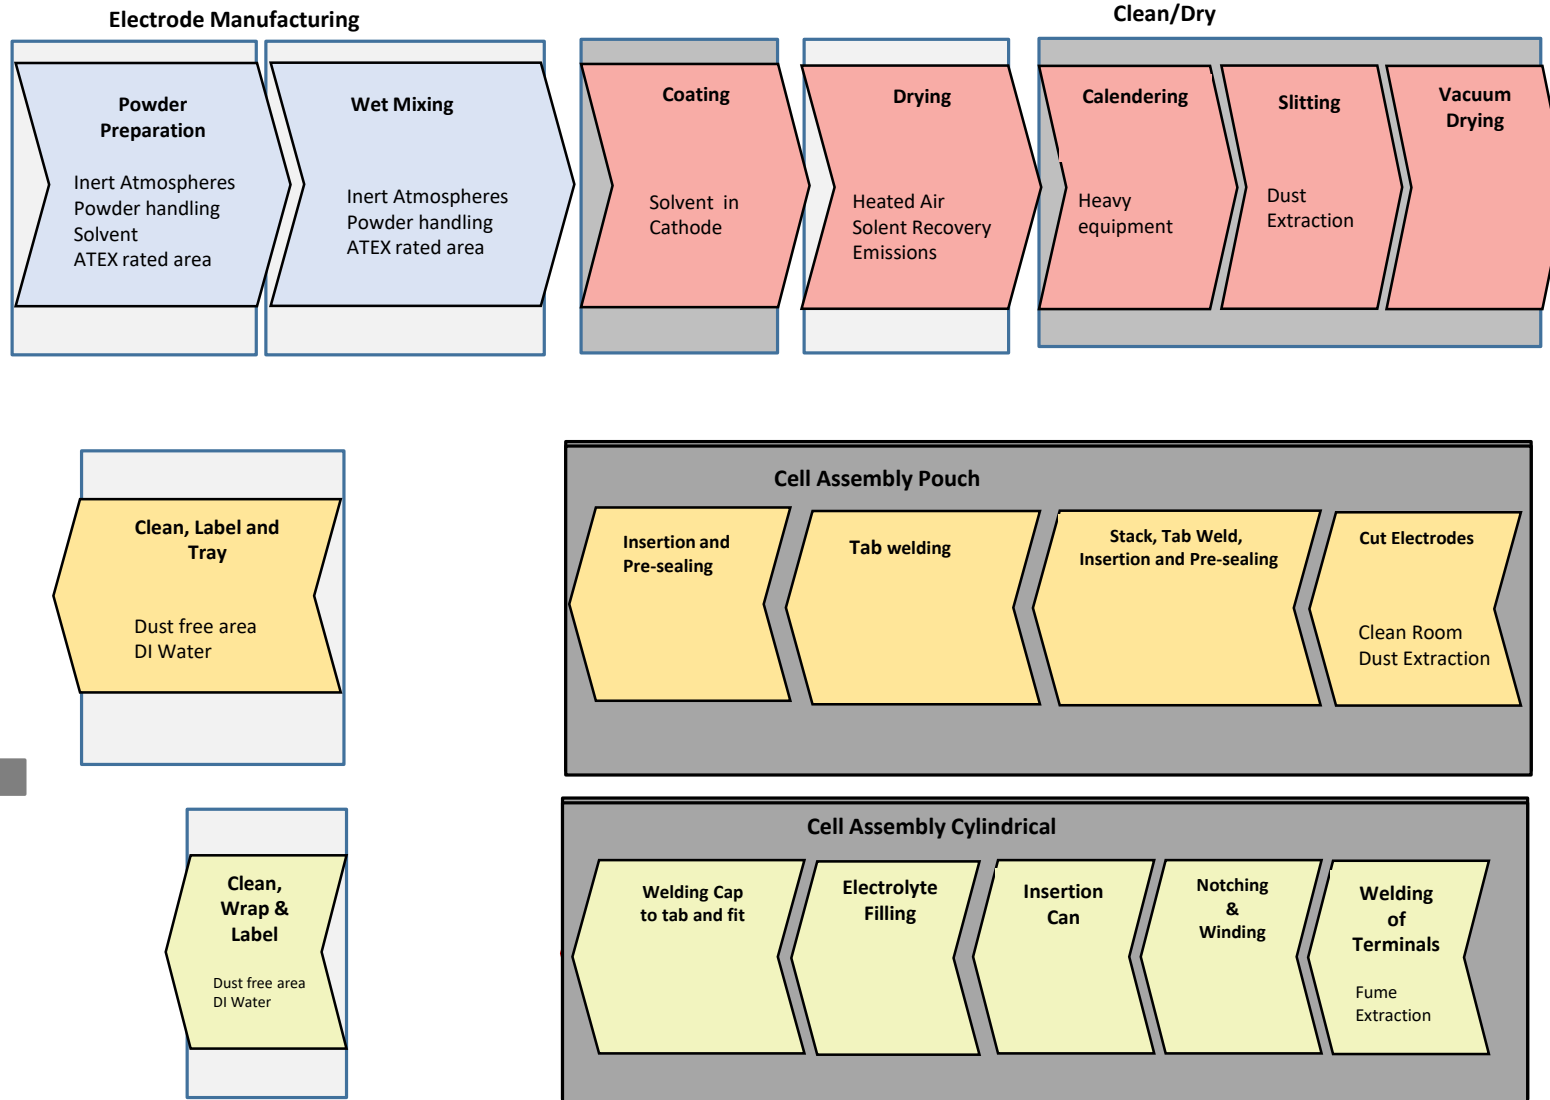 Electrode Manufacturing
Clean/Dry
Powder
Preparation
Inert Atmospheres
Powder handling
Solvent
ATEX rated area
Wet Mixing
Inert Atmospheres
Powder handling
ATEX rated area
Coating
Solvent in
Cathode
Drying
Heated Air
Solent Recovery
Emissions
Calendering
Heavy
equipment
Slitting
Dust
Extraction
Vacuum
Drying
Clean, Label and
Tray
Dust free area
DI Water
Cell Assembly Pouch
Insertion and
Pre-sealing
Tab welding
Stack, Tab Weld,
Insertion and Pre-sealing
Cut Electrodes
Clean Room
Dust Extraction
Clean,
Wrap &
Label
Dust free area
DI Water
Cell Assembly Cylindrical
Welding Cap
to tab and fit
Electrolyte
Filling
Insertion
Can
Notching
&
Winding
Welding
of
Terminals
Fume
Extraction